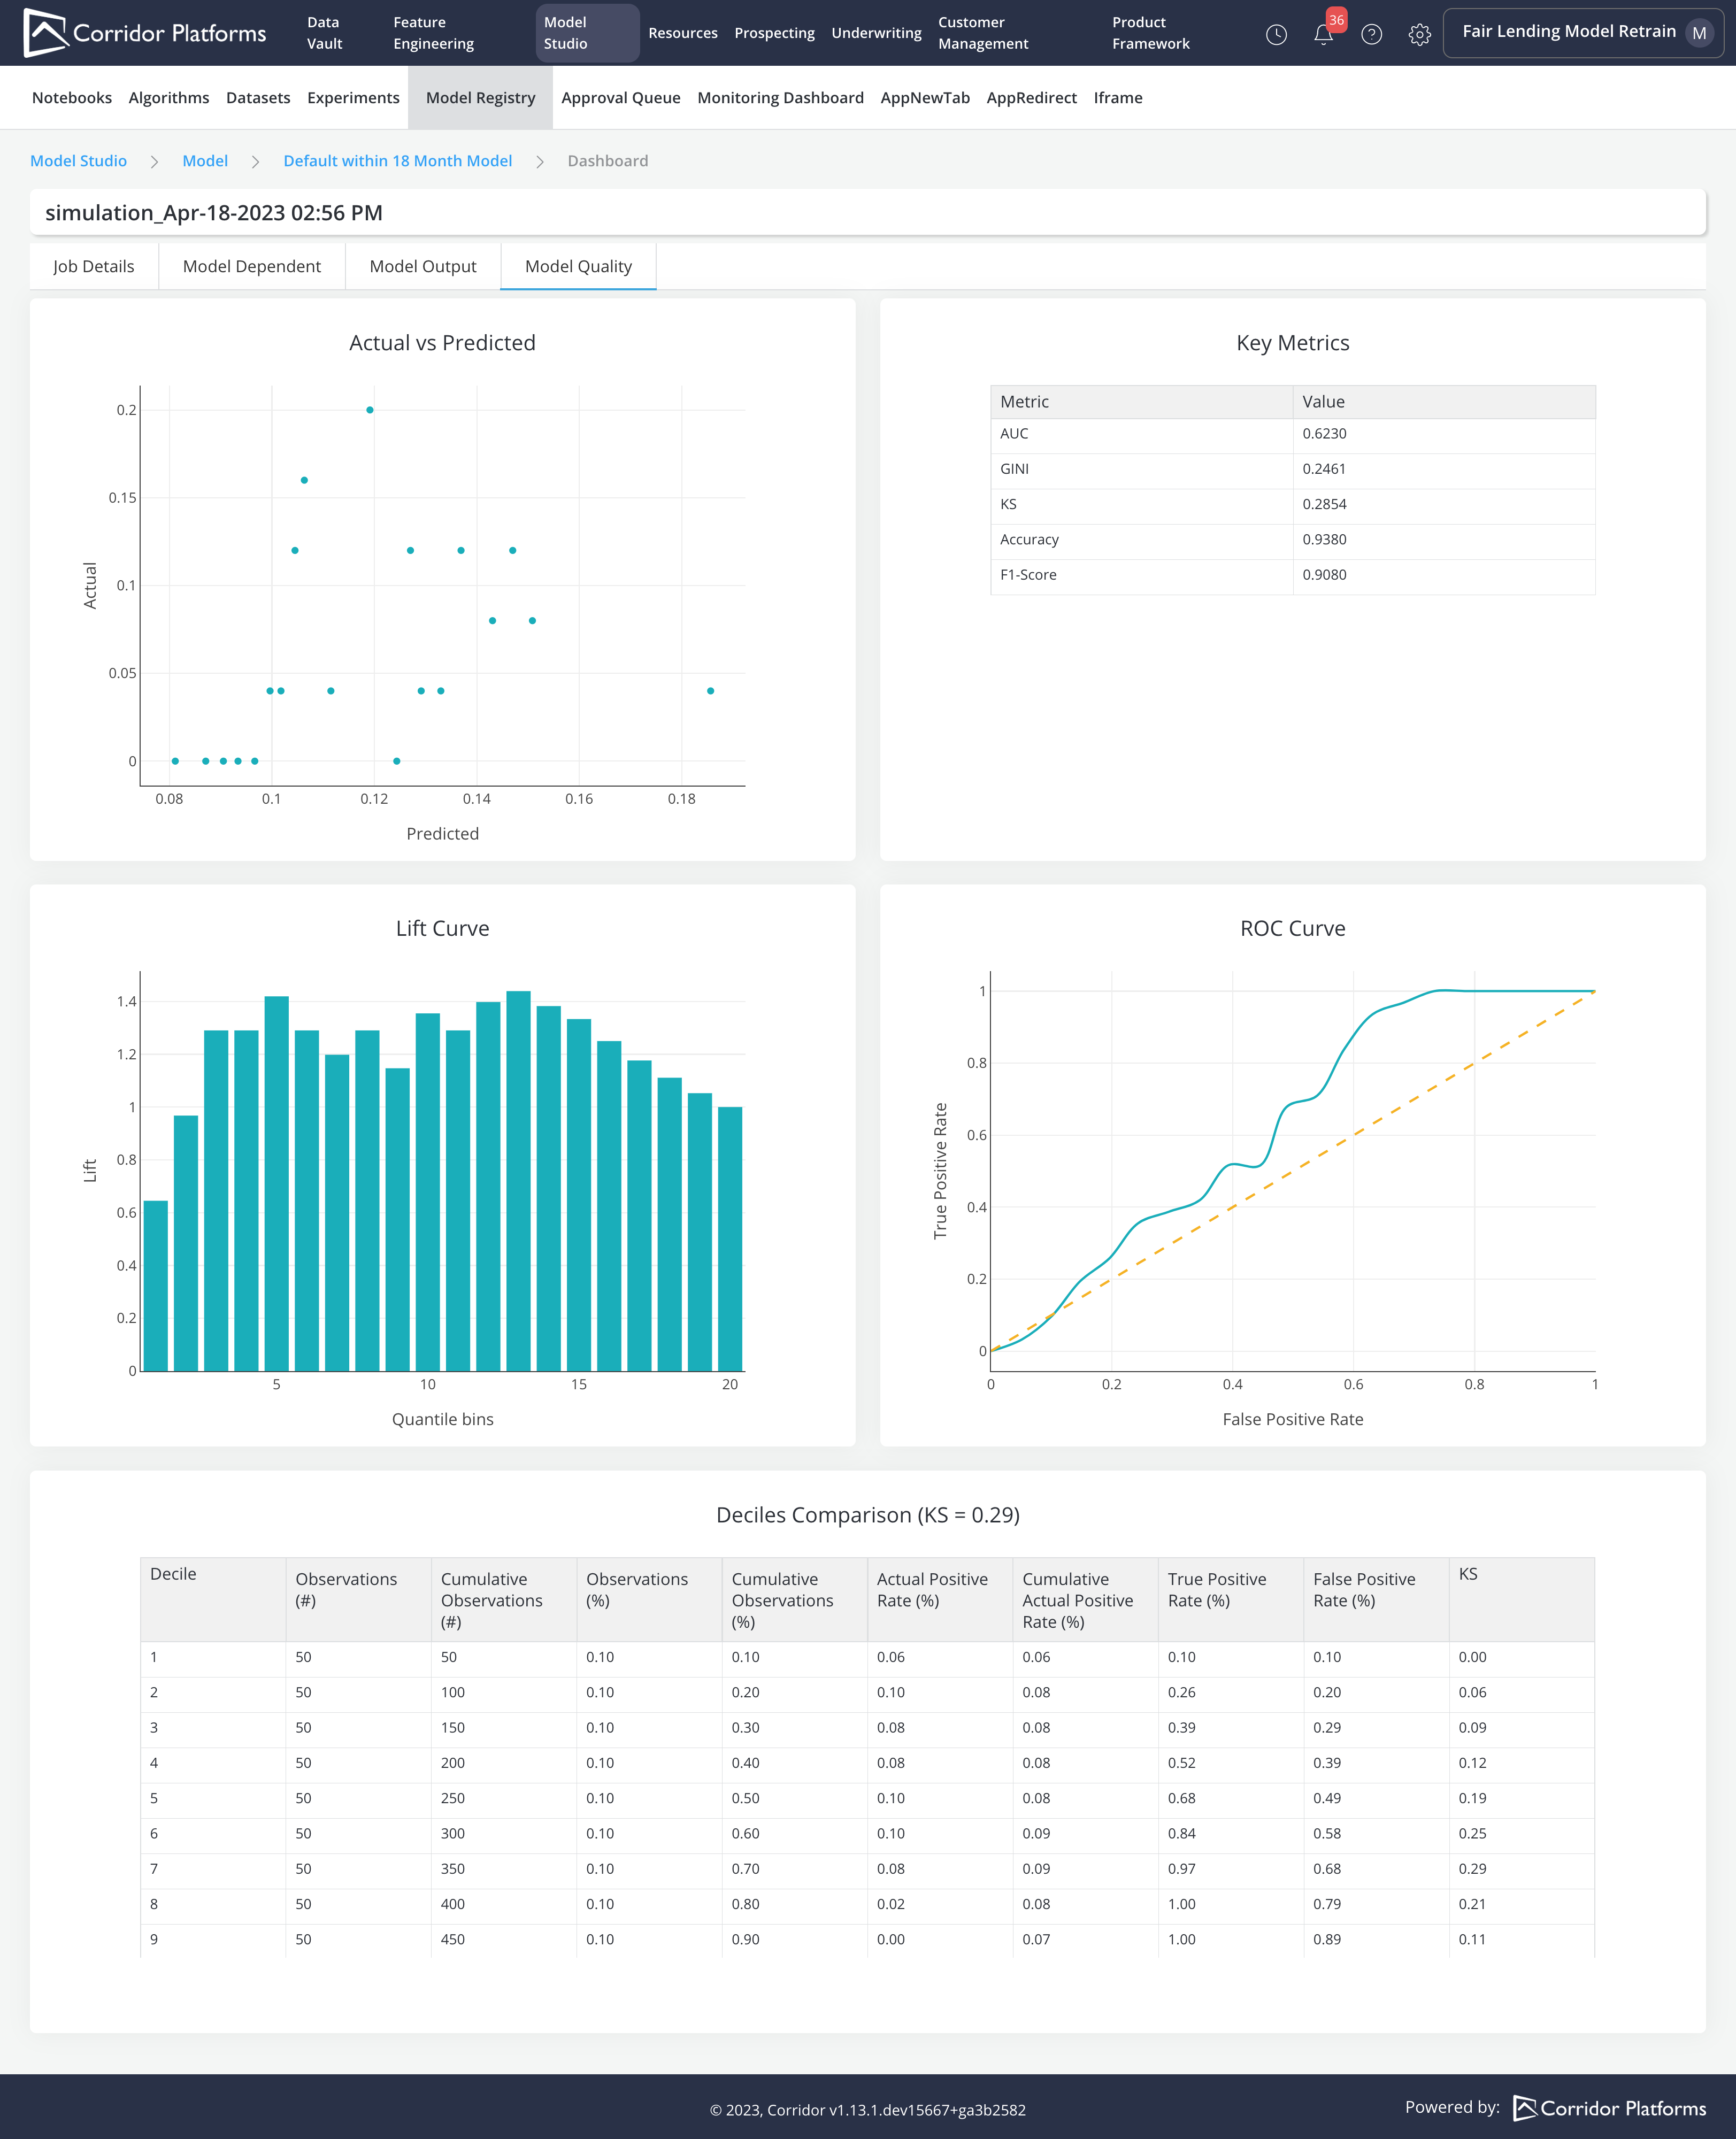 Corridor Platforms
Data Vault
Feature Engineering
Model Studio
Resources
Prospecting
Underwriting
Customer Management
Product Framework
36
?
Fair Lending Model Retrain M
Notebooks Algorithms Datasets Experiments Model Registry Approval Queue Monitoring Dashboard AppNewTab AppRedirect Iframe
Model Studio > Model > Default within 18 Month Model > Dashboard
simulation_Apr-18-2023 02:56 PM
Job Details Model Dependent Model Output Model Quality
Actual vs Predicted
0.2
0.15
0.1
0.05
0
Actual
0.08 0.1 0.12 0.14 0.16 0.18
Predicted
Key Metrics
Metric Value
AUC 0.6230
GINI 0.2461
KS 0.2854
Accuracy 0.9380
F1-Score 0.9080
Lift Curve
1.4
1.2
1
0.8
0.6
0.4
0.2
0
Lift
5 10 15 20
Quantile bins
ROC Curve
1
0.8
0.6
0.4
0.2
0
True Positive Rate
0 0.2 0.4 0.6 0.8 1
False Positive Rate
Deciles Comparison (KS = 0.29)
Decile
Observations (#)
Cumulative Observations (#)
Observations (%)
Cumulative Observations (%)
Actual Positive Rate (%)
Cumulative Actual Positive Rate (%)
True Positive Rate (%)
False Positive Rate (%)
KS
1 50 50 0.10 0.10 0.06 0.06 0.10 0.10 0.00
2 50 100 0.10 0.20 0.10 0.08 0.26 0.20 0.06
3 50 150 0.10 0.30 0.08 0.08 0.39 0.29 0.09
4 50 200 0.10 0.40 0.08 0.08 0.52 0.39 0.12
5 50 250 0.10 0.50 0.10 0.08 0.68 0.49 0.19
6 50 300 0.10 0.60 0.10 0.09 0.84 0.58 0.25
7 50 350 0.10 0.70 0.08 0.09 0.97 0.68 0.29
8 50 400 0.10 0.80 0.02 0.08 1.00 0.79 0.21
9 50 450 0.10 0.90 0.00 0.07 1.00 0.89 0.11
© 2023, Corridor v1.13.1.dev15667+ga3b2582
Powered by: Corridor Platforms